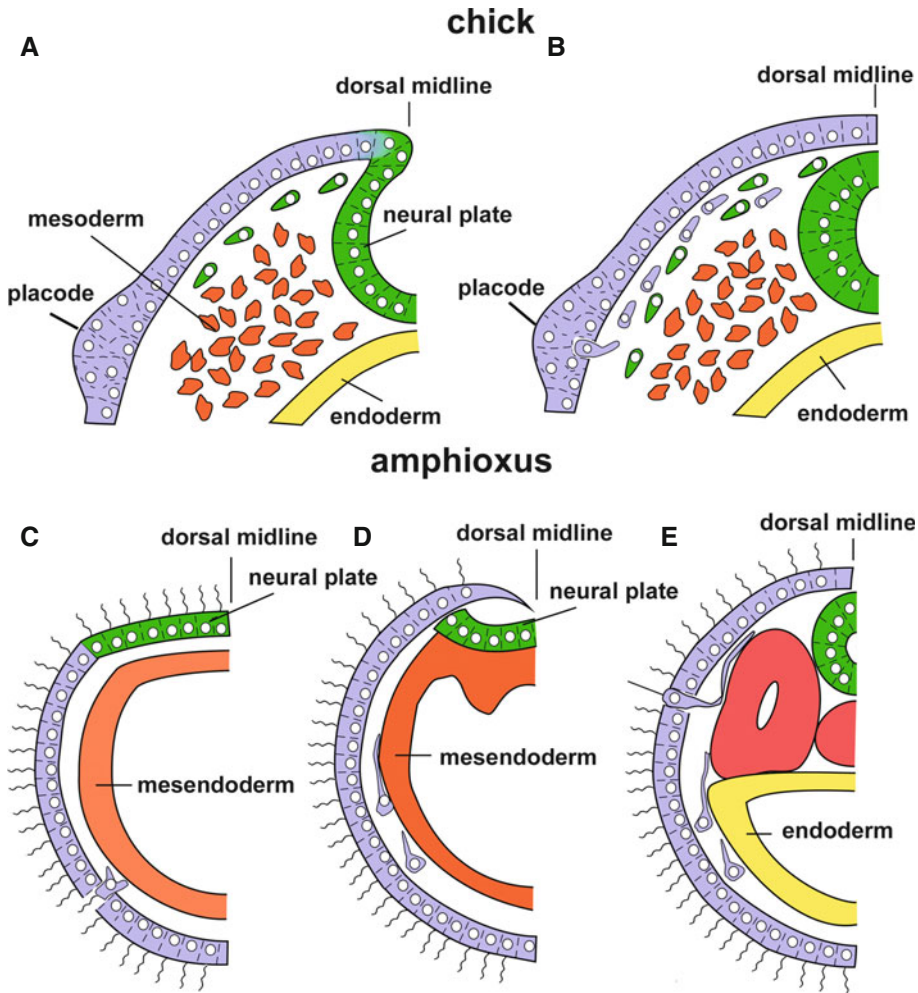 chick
A
B
dorsal midline
dorsal midline
mesoderm
neural plate
placode
placode
endoderm
endoderm
amphioxus
C
D
E
dorsal midline
dorsal midline
dorsal midline
neural plate
neural plate
mesendoderm
mesendoderm
endoderm